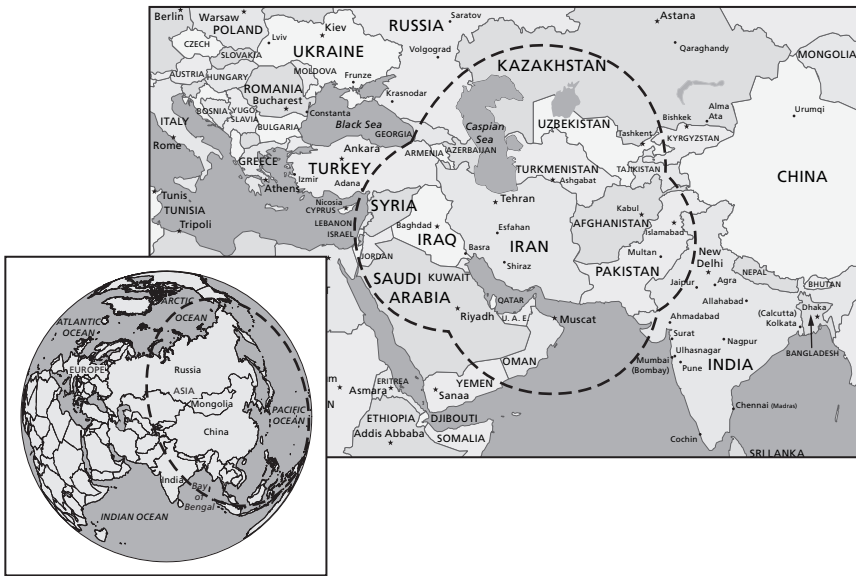 Berlin
Warsaw
POLAND
Kiev
Lviv
RUSSIA
Saratov
Astana
CZECH
SLOVAKIA
UKRAINE
Volgograd
Qaraghandy
MONGOLIA
AUSTRIA
HUNGARY
MOLDOVA
Frunze
KAZAKHSTAN
ROMANIA
Bucharest
Krasnodar
ITALY
BOSNIA
YUGO
SLAVIA
Constanta
Black Sea
BULGARIA
GEORGIA
Caspian
Sea
UZBEKISTAN
Tashkent
Bishkek
Alma
Ata
KYRGYZSTAN
Urumqi
Rome
GREECE
Ankara
ARMENIA
AZERBAIJAN
TURKEY
TURKMENISTAN
Ashgabat
TAJIKISTAN
CHINA
Izmir
Adana
Athens
Tunis
TUNISIA
Tripoli
Nicosia
CYPRUS
LEBANON
ISRAEL
SYRIA
Tehran
Baghdad
IRAQ
Esfahan
IRAN
Kabul
AFGHANISTAN
Islamabad
Basra
Shiraz
Multan
PAKISTAN
New
Delhi
JORDAN
SAUDI
ARABIA
KUWAIT
NEPAL
BHUTAN
Jaipur
Agra
QATAR
Riyadh
U. A. E.
Muscat
Allahabad
Dhaka
Ahmadabad
(Calcutta)
Kolkata
OMAN
Surat
Nagpur
BANGLADESH
Mumbai
(Bombay)
Ulhasnagar
Pune
INDIA
ERITREA
Asmara
YEMEN
Sanaa
Chennai (Madras)
ETHIOPIA
Addis Abbaba
DJIBOUTI
SOMALIA
Cochin
SRI LANKA
ARCTIC
OCEAN
ATLANTIC
OCEAN
EUROPE
Russia
ASIA
Mongolia
PACIFIC
OCEAN
China
India
Bay
of
Bengal
INDIAN OCEAN